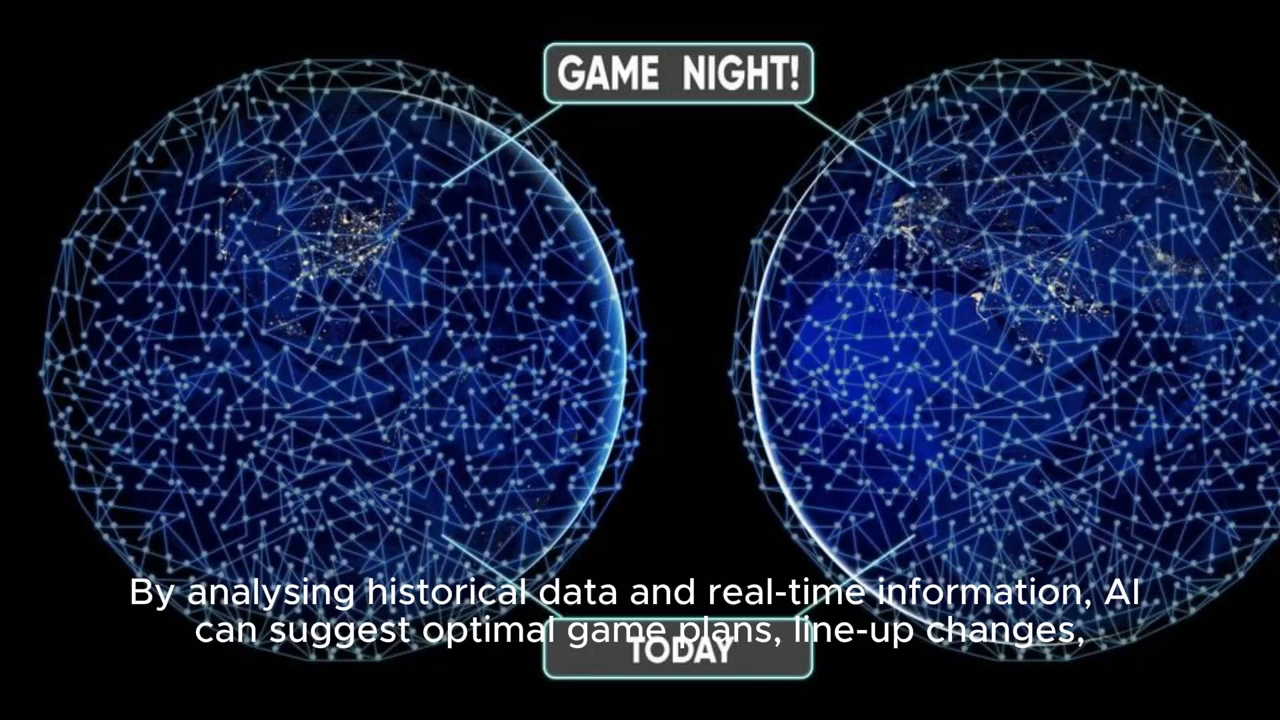 GAME NIGHT!
By analysing historical data and real-time information, AI
can suggest optimal game plans, line-up changes,
TODAY